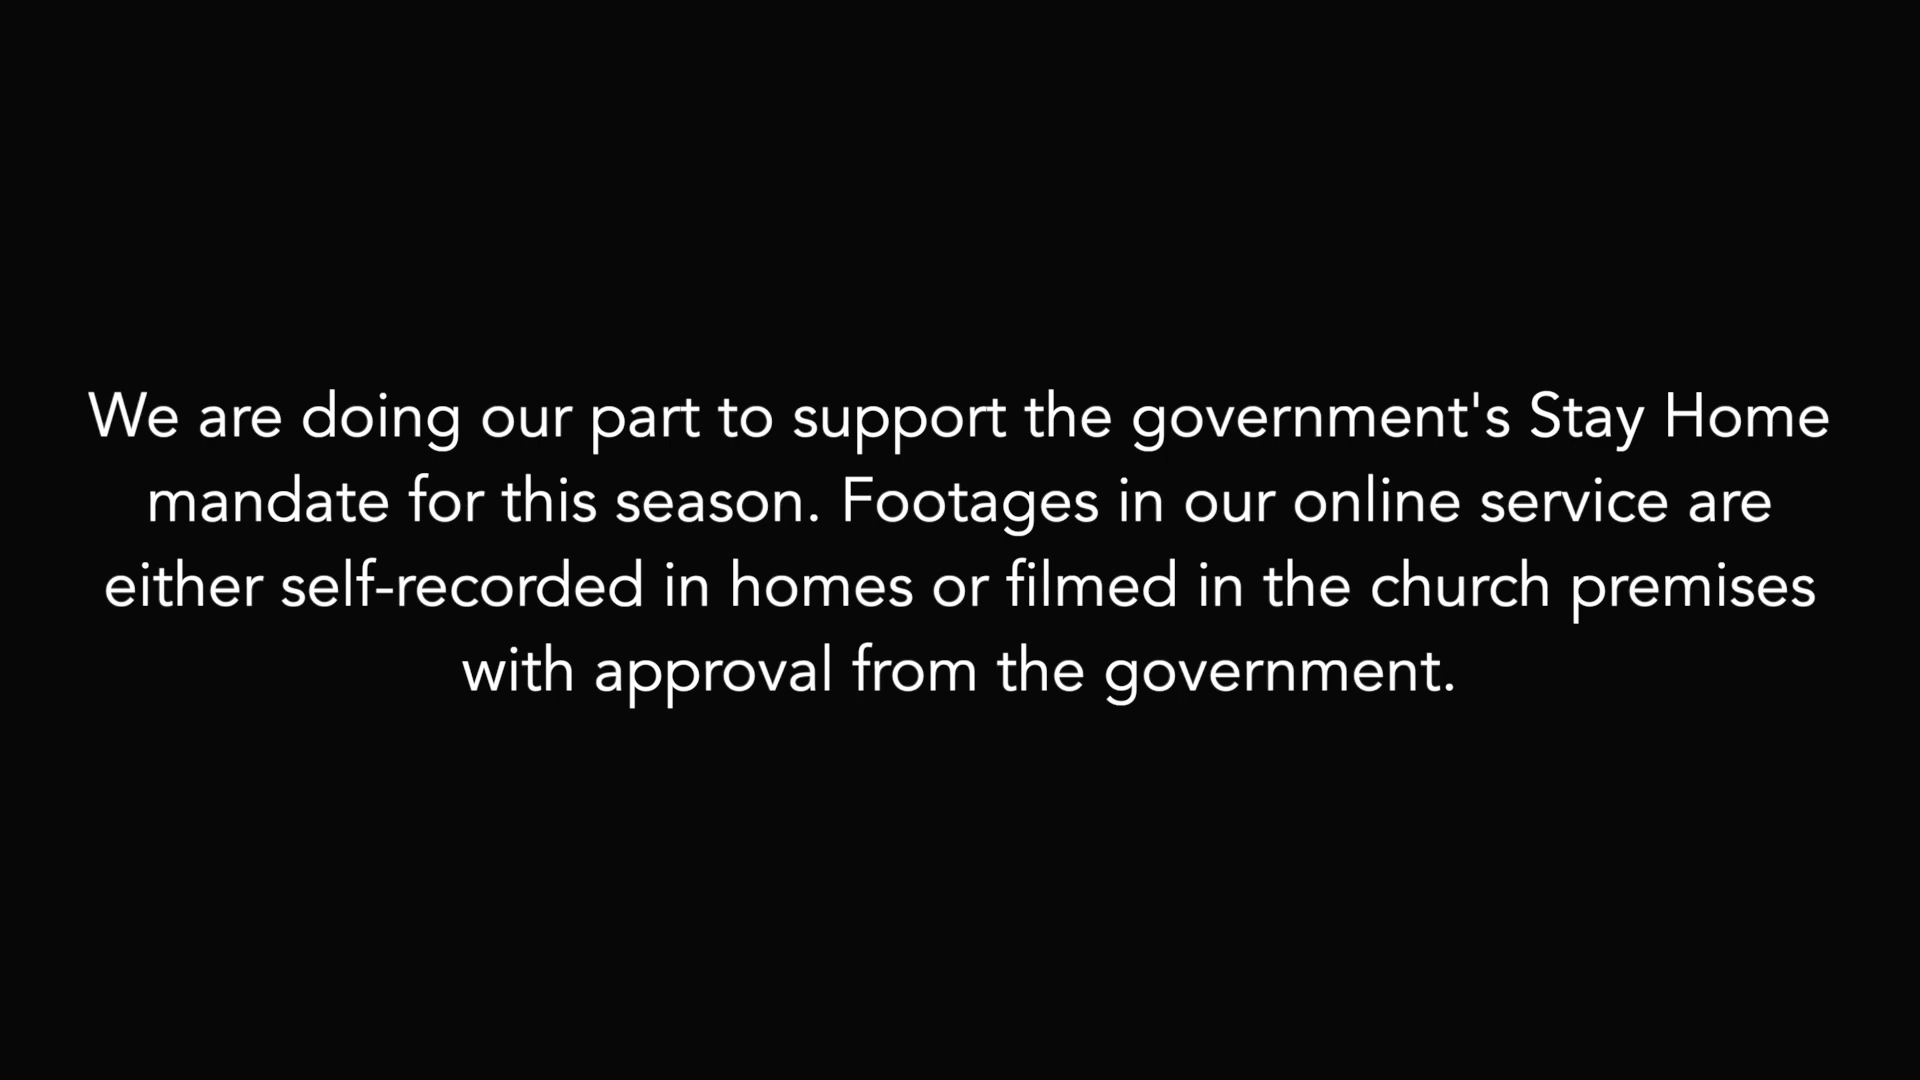 We are doing our part to support the government's Stay Home
mandate for this season. Footages in our online service are
either self-recorded in homes or filmed in the church premises
with approval from the government.